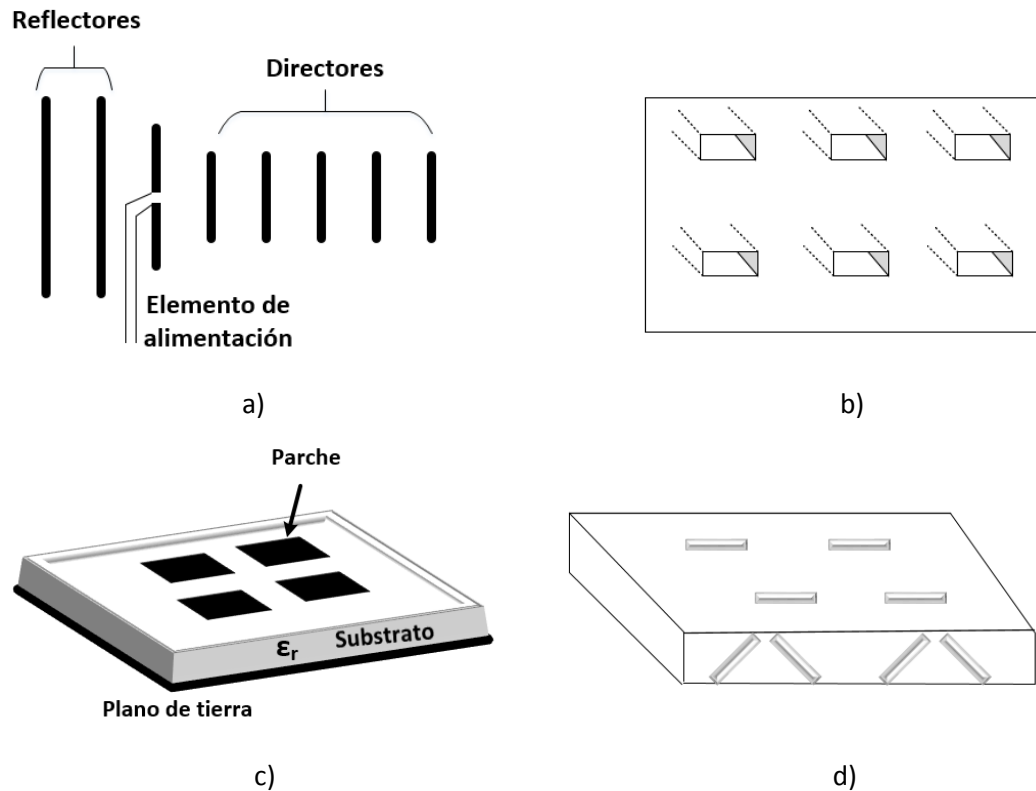 Reflectores
Directores
Elemento de
alimentación
a)
b)
Parche
εr Substrato
Plano de tierra
c)
d)